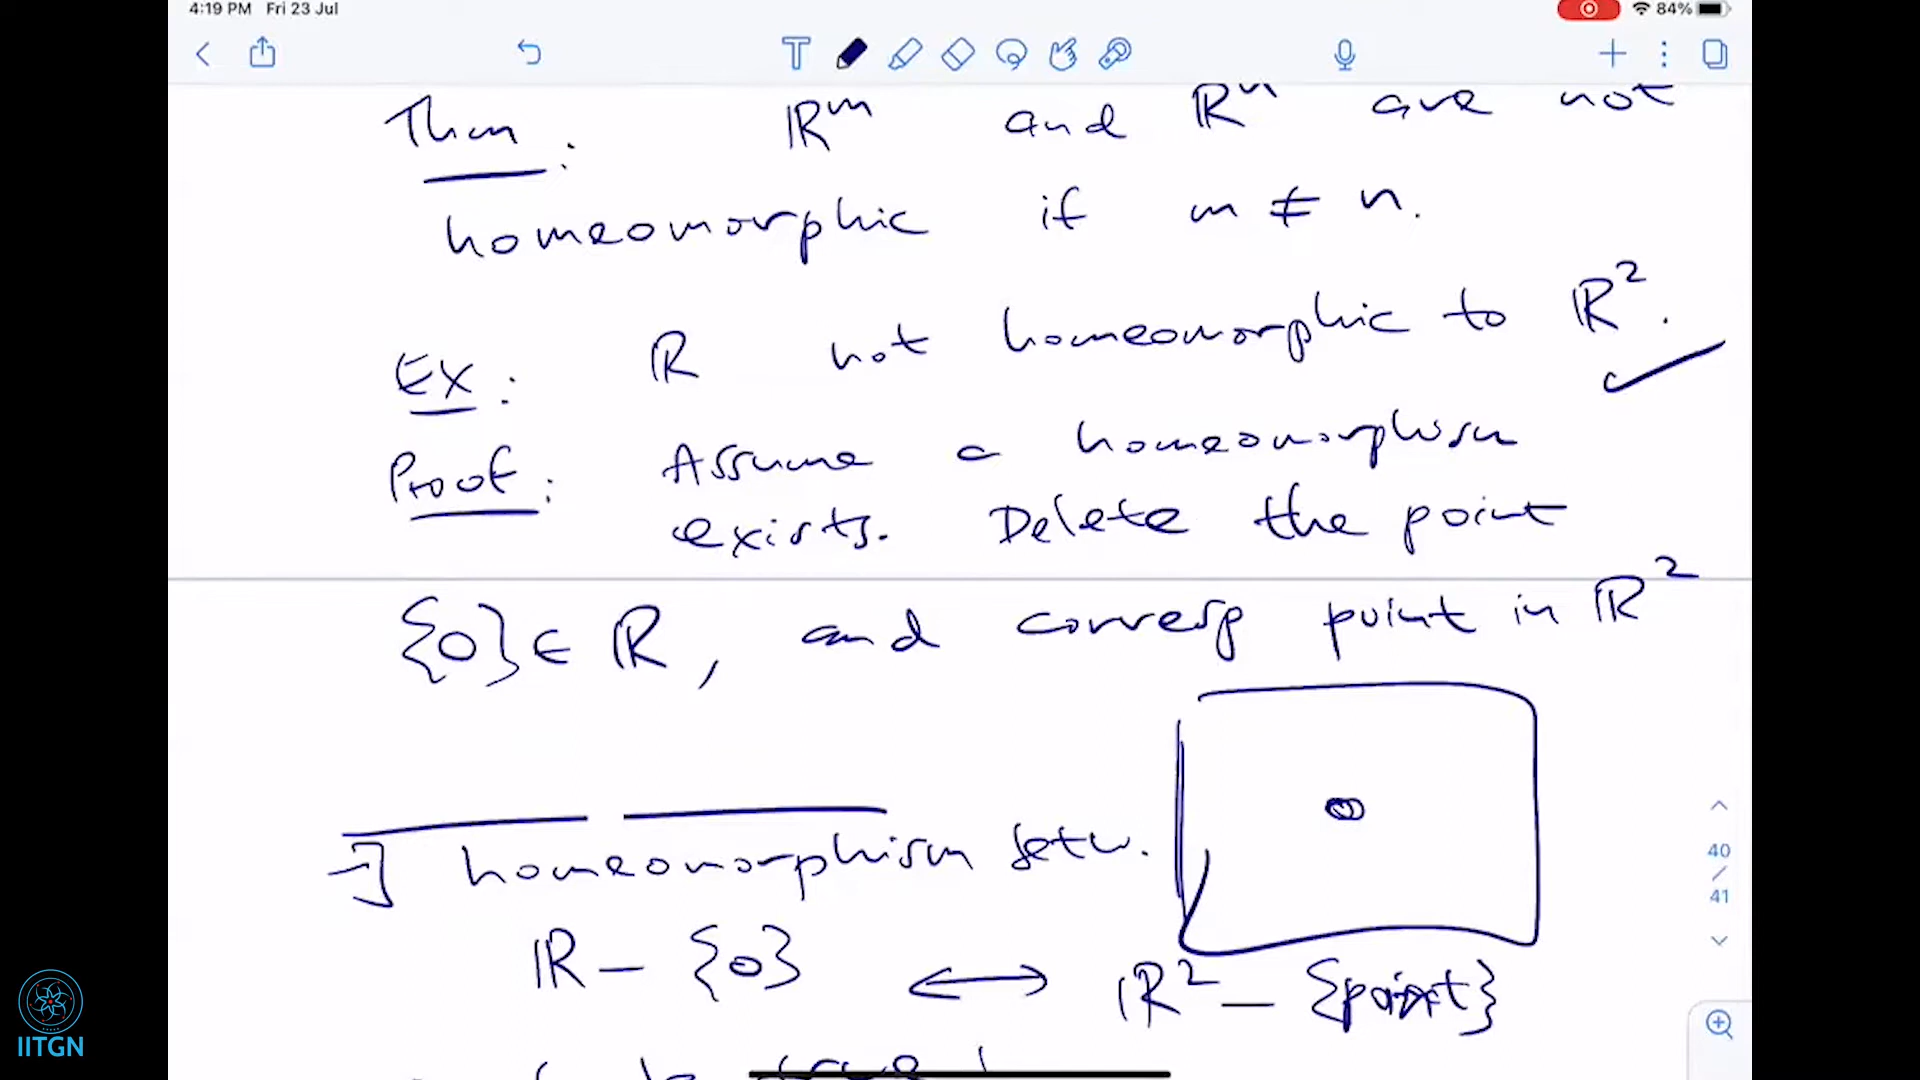 4:19 PM Fri 23 Jul
84%
Thm: ℝᵐ and ℝⁿ are not
homeomorphic if m ≠ n.
Ex: ℝ not homeomorphic to ℝ².
Proof: Assume a homeomorphism
exists. Delete the point
{0} ∈ ℝ, and corresp point in ℝ²
homeomorphism betw.
ℝ - {0} ↔ ℝ² - {point}
40
/
41
IITGN